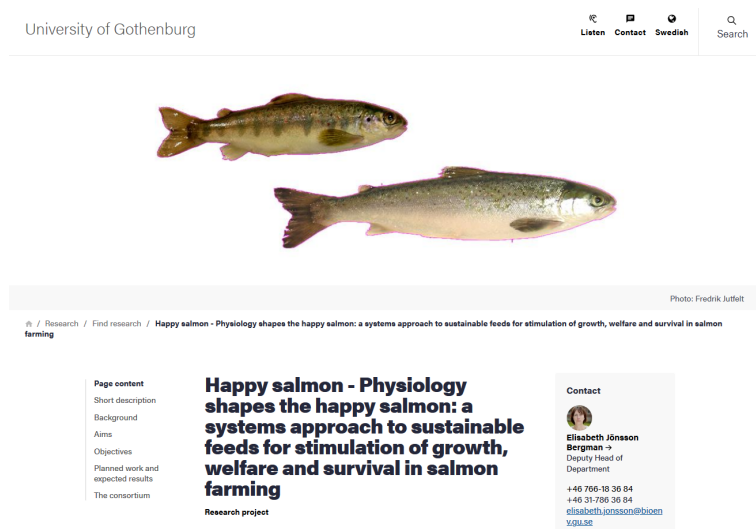 University of Gothenburg
Listen Contact Swedish Search
Photo: Fredrik Jutfelt
/ Research / Find research / Happy salmon - Physiology shapes the happy salmon: a systems approach to sustainable feeds for stimulation of growth, welfare and survival in salmon
farming
Page content
Short description
Background
Aims
Objectives
Planned work and
expected results
The consortium
Happy salmon - Physiology
shapes the happy salmon: a
systems approach to sustainable
feeds for stimulation of growth,
welfare and survival in salmon
farming
Research project
Contact
Elisabeth Jönsson
Bergman →
Deputy Head of
Department
+46 766-18 36 84
+46 31-786 36 84
elisabeth.jonsson@bioen
v.gu.se